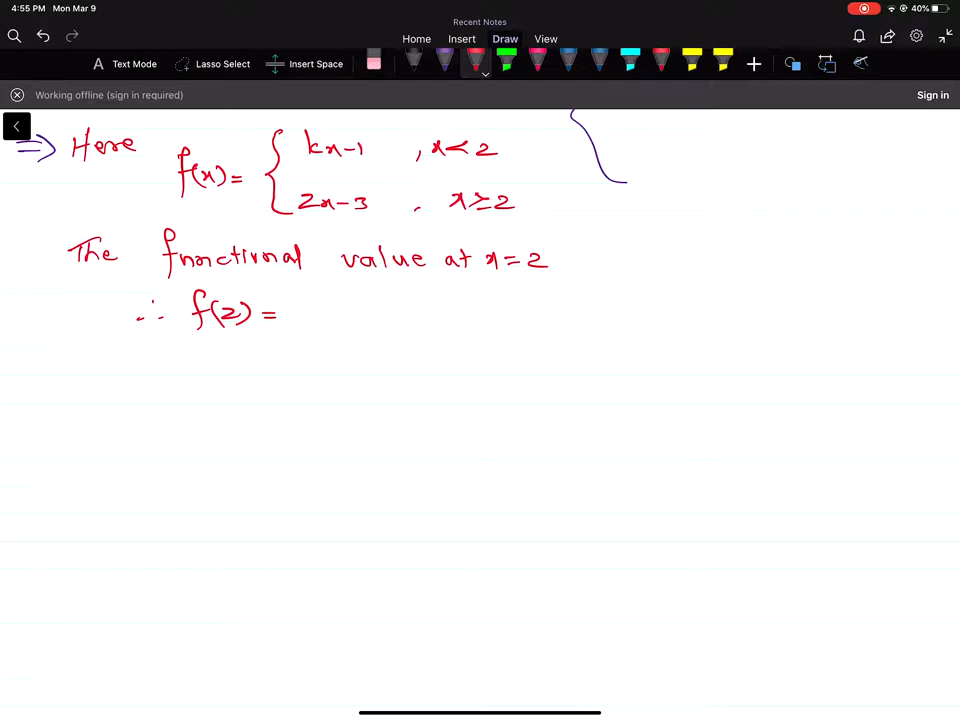 4:55 PM Mon Mar 9
40%
Recent Notes
Home Insert Draw View
Text Mode Lasso Select Insert Space
Working offline (sign in required) Sign in
⇒ Here f(x) = { kx-1 , x < 2
2x-3 , x ≥ 2
The functional value at x = 2
∴ f(2) =